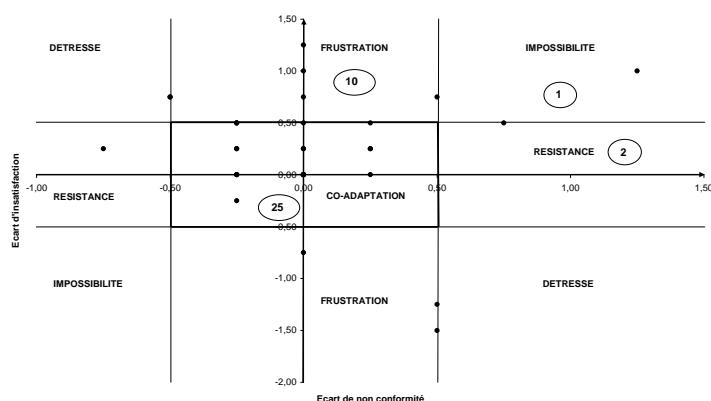 1,50
DETRESSE FRUSTRATION IMPOSSIBILITE
1,00
10 1
0,50
RESISTANCE 2
0,00
-1,00 -0,50 0,00 0,50 1,00 1,50
RESISTANCE CO-ADAPTATION
25
-0,50
IMPOSSIBILITE DETRESSE
-1,00
FRUSTRATION
-1,50
-2,00
Ecart d'insatisfaction
Ecart de non conformité